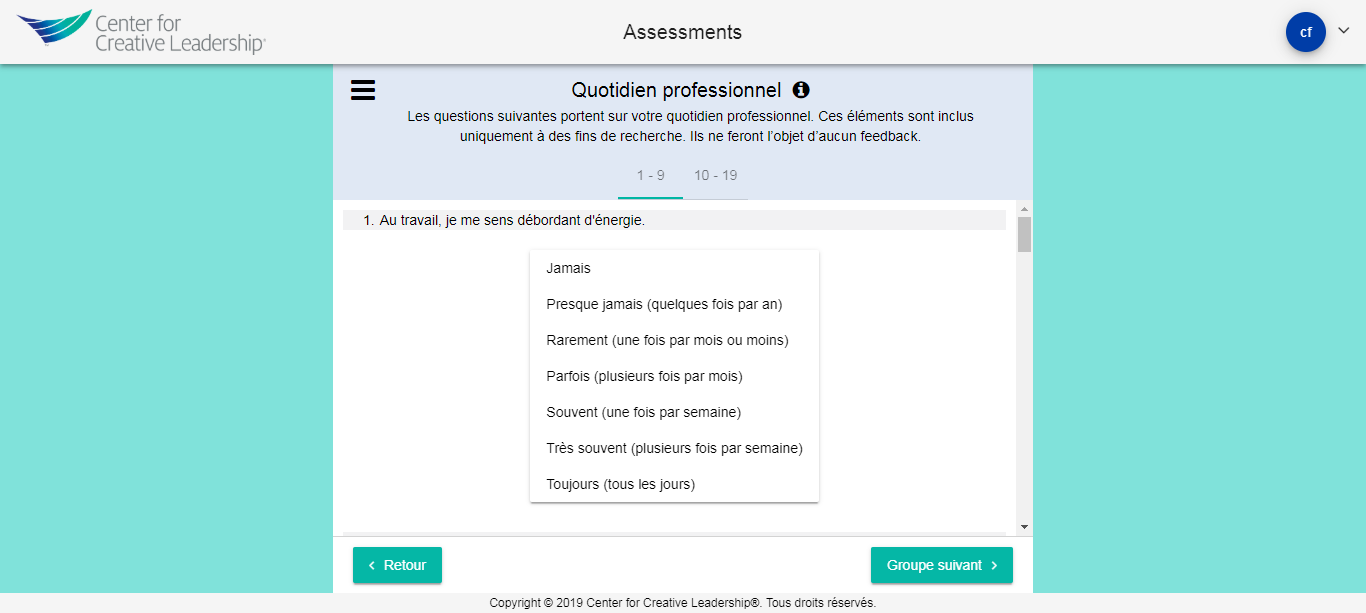 Center for
Creative Leadership®
Assessments
cf
Quotidien professionnel
Les questions suivantes portent sur votre quotidien professionnel. Ces éléments sont inclus
uniquement à des fins de recherche. Ils ne feront l'objet d'aucun feedback.
1 - 9 10 - 19
1. Au travail, je me sens débordant d'énergie.
Jamais
Presque jamais (quelques fois par an)
Rarement (une fois par mois ou moins)
Parfois (plusieurs fois par mois)
Souvent (une fois par semaine)
Très souvent (plusieurs fois par semaine)
Toujours (tous les jours)
Retour
Groupe suivant
Copyright © 2019 Center for Creative Leadership®. Tous droits réservés.